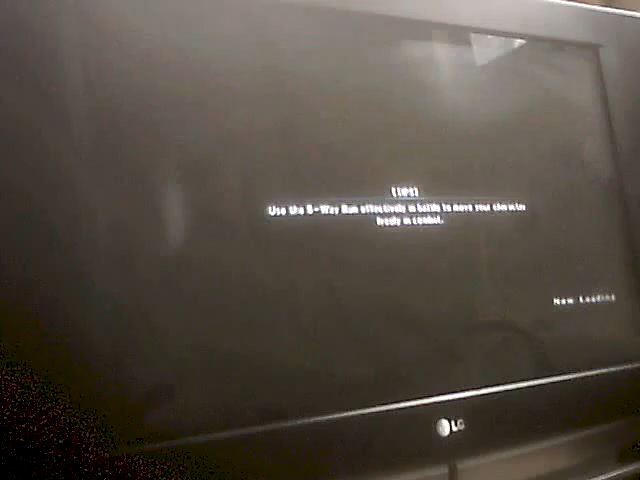 [TIPS]
Use the 8-Way Run effectively in battle to move your character
freely in combat.
Now Loading
LG